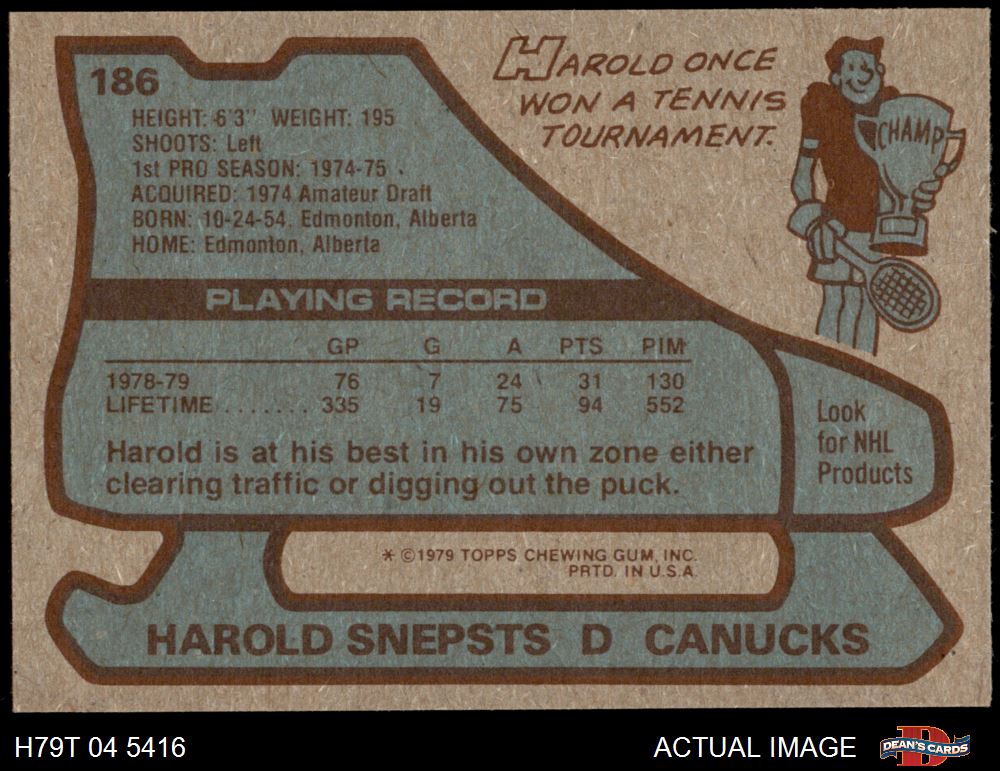 186
HEIGHT: 6'3" WEIGHT: 195
SHOOTS: Left
1st PRO SEASON: 1974-75
ACQUIRED: 1974 Amateur Draft
BORN: 10-24-54. Edmonton, Alberta
HOME: Edmonton, Alberta
HAROLD ONCE
WON A TENNIS
TOURNAMENT.
CHAMP
PLAYING RECORD
GP G A PTS PIM
1978-79 76 7 24 31 130
LIFETIME ....... 335 19 75 94 552
Harold is at his best in his own zone either
clearing traffic or digging out the puck.
Look
for NHL
Products
* ©1979 TOPPS CHEWING GUM, INC.
PRTD. IN U.S.A.
HAROLD SNEPSTS D CANUCKS
H79T 04 5416
ACTUAL IMAGE
DEAN'S CARDS